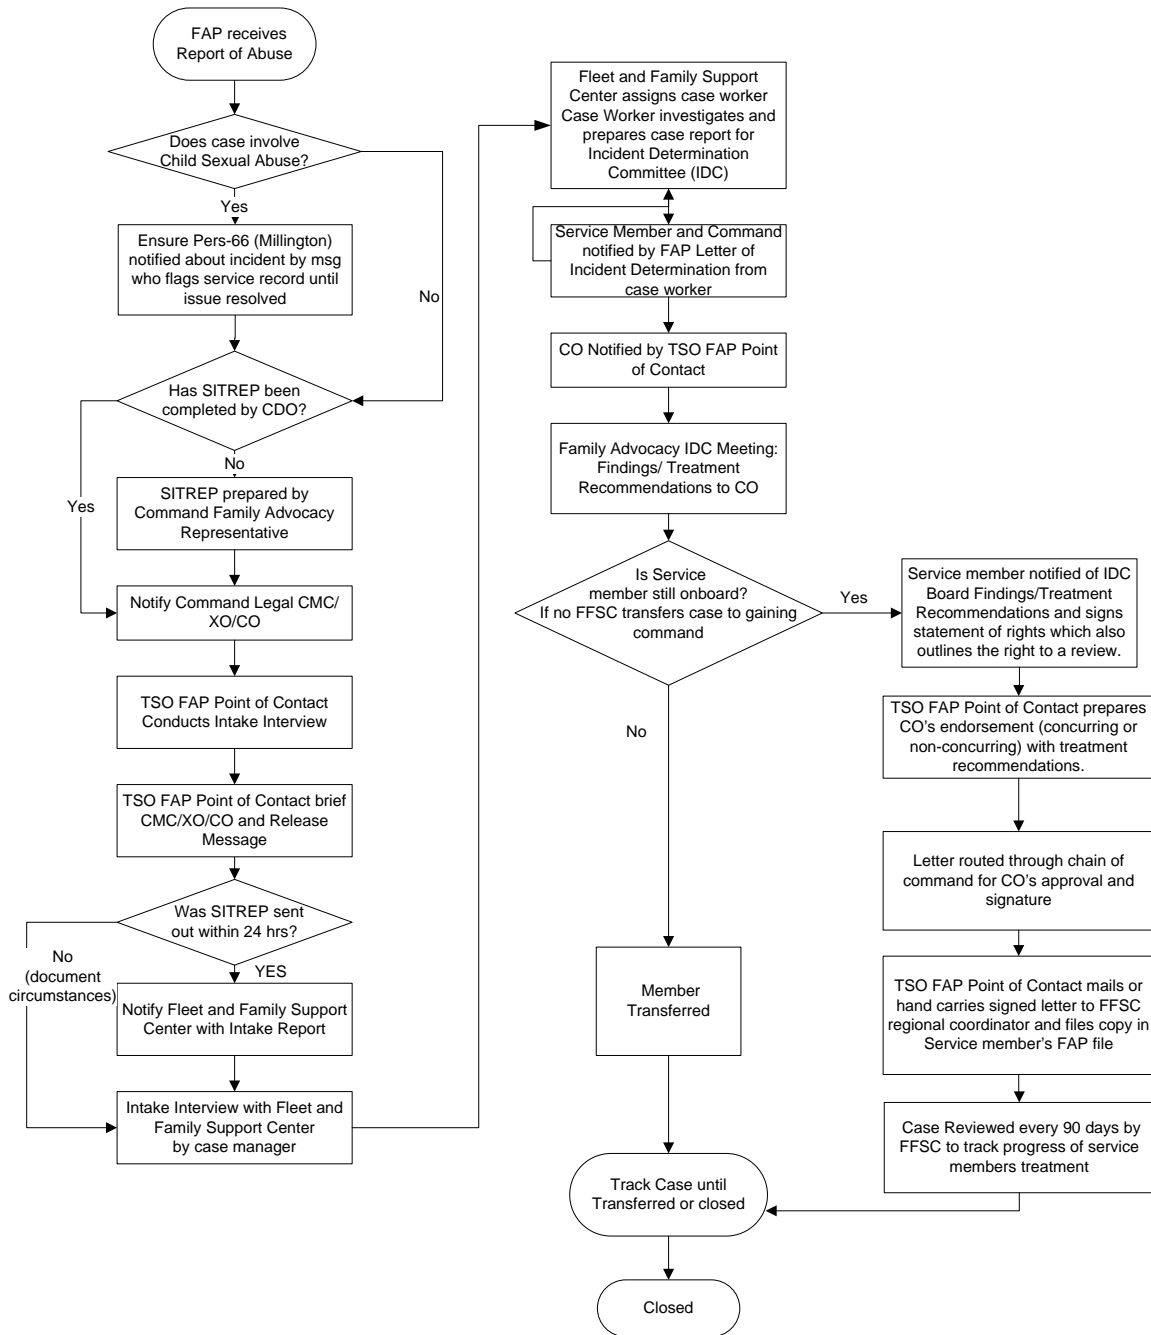 FAP receives
Report of Abuse
Does case involve
Child Sexual Abuse?
Yes
No
Ensure Pers-66 (Millington)
notified about incident by msg
who flags service record until
issue resolved
Has SITREP been
completed by CDO?
No
Yes
SITREP prepared by
Command Family Advocacy
Representative
Notify Command Legal CMC/
XO/CO
TSO FAP Point of Contact
Conducts Intake Interview
TSO FAP Point of Contact brief
CMC/XO/CO and Release
Message
Was SITREP sent
out within 24 hrs?
No
(document
circumstances)
YES
Notify Fleet and Family Support
Center with Intake Report
Intake Interview with Fleet and
Family Support Center
by case manager
Fleet and Family Support
Center assigns case worker
Case Worker investigates and
prepares case report for
Incident Determination
Committee (IDC)
Service Member and Command
notified by FAP Letter of
Incident Determination from
case worker
CO Notified by TSO FAP Point
of Contact
Family Advocacy IDC Meeting:
Findings/ Treatment
Recommendations to CO
Is Service
member still onboard?
If no FFSC transfers case to gaining
command
Yes
No
Service member notified of IDC
Board Findings/Treatment
Recommendations and signs
statement of rights which also
outlines the right to a review.
TSO FAP Point of Contact prepares
CO's endorsement (concurring or
non-concurring) with treatment
recommendations.
Letter routed through chain of
command for CO's approval and
signature
TSO FAP Point of Contact mails or
hand carries signed letter to FFSC
regional coordinator and files copy in
Service member's FAP file
Case Reviewed every 90 days by
FFSC to track progress of service
members treatment
Member
Transferred
Track Case until
Transferred or closed
Closed